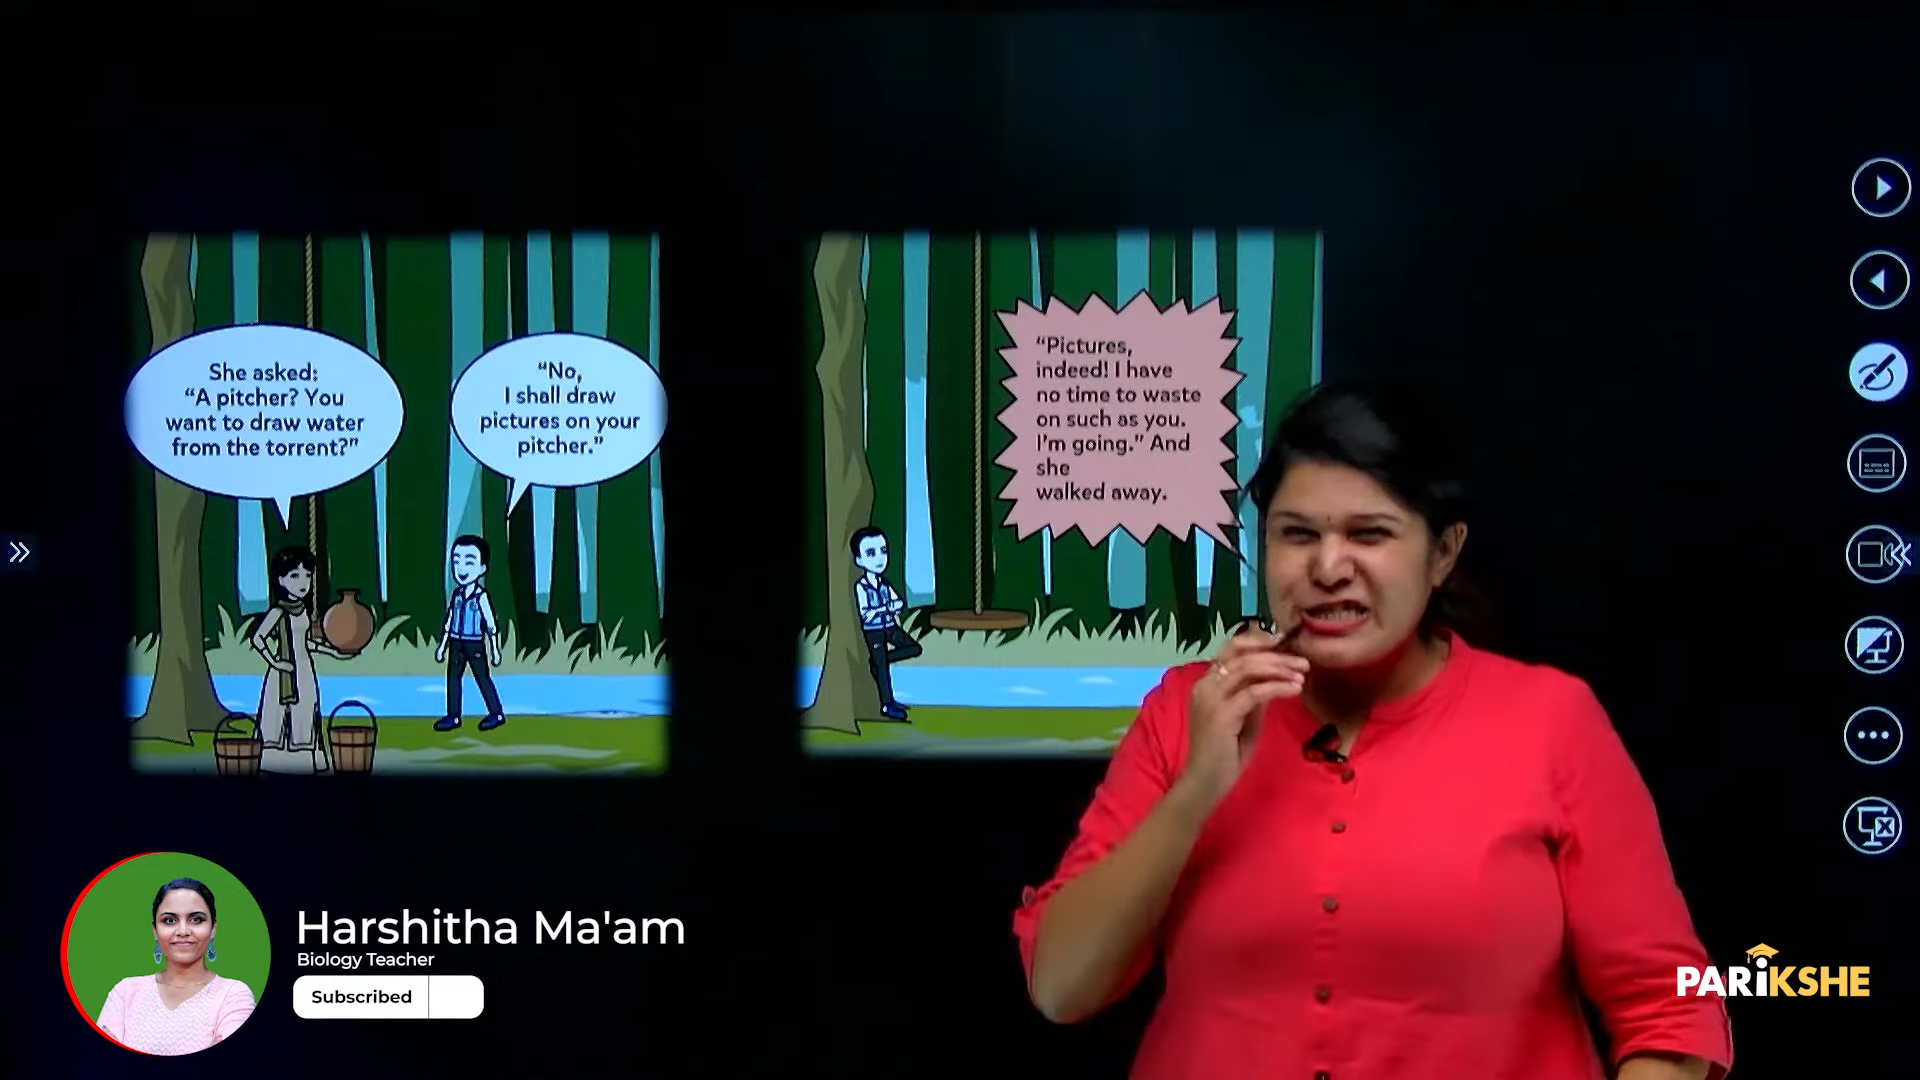 She asked:
“A pitcher? You
want to draw water
from the torrent?”
“No,
I shall draw
pictures on your
pitcher.”
“Pictures,
indeed! I have
no time to waste
on such as you.
I’m going.” And
she
walked away.
Harshitha Ma'am
Biology Teacher
Subscribed
PARiKSHE